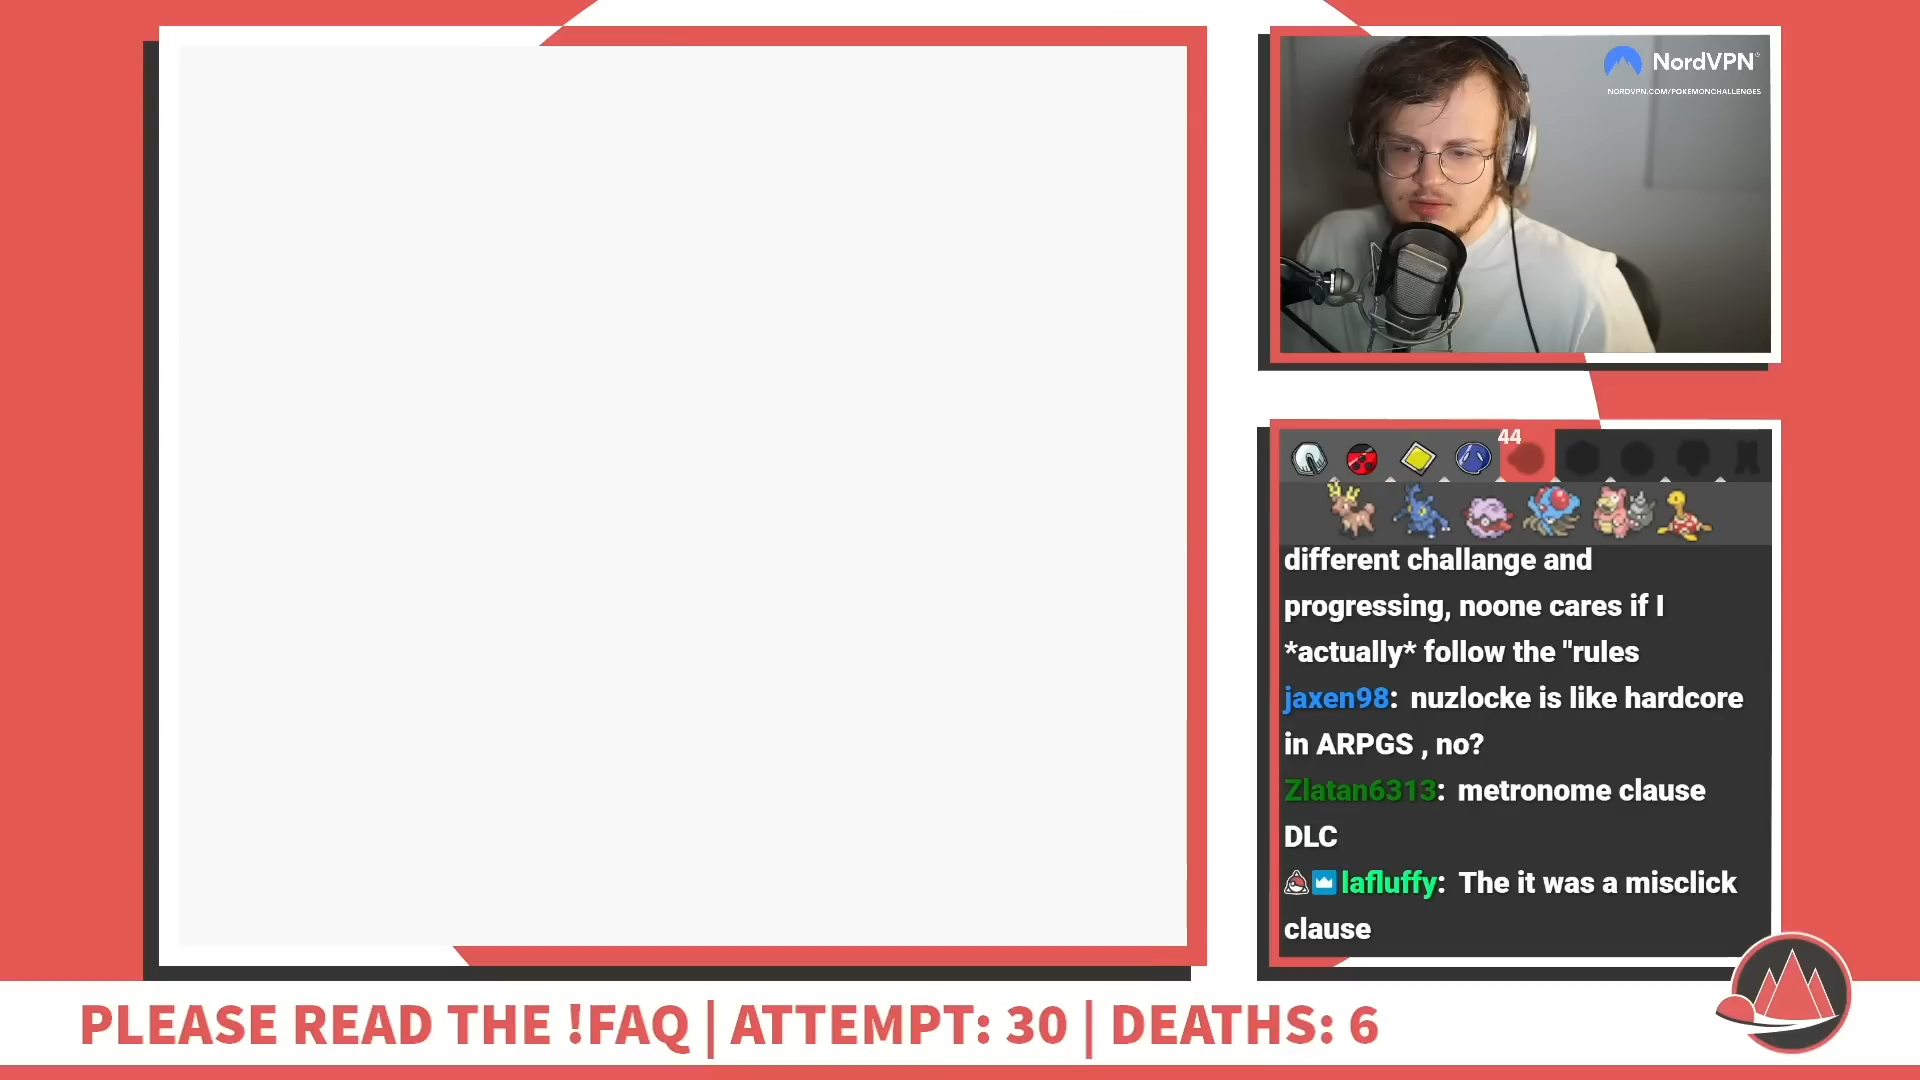 NordVPN
NORDVPN.COM/POKEMONCHALLENGES
44
different challange and
progressing, noone cares if I
*actually* follow the "rules
jaxen98: nuzlocke is like hardcore
in ARPGS , no?
Zlatan6313: metronome clause
DLC
lafluffy: The it was a misclick
clause
PLEASE READ THE !FAQ | ATTEMPT: 30 | DEATHS: 6